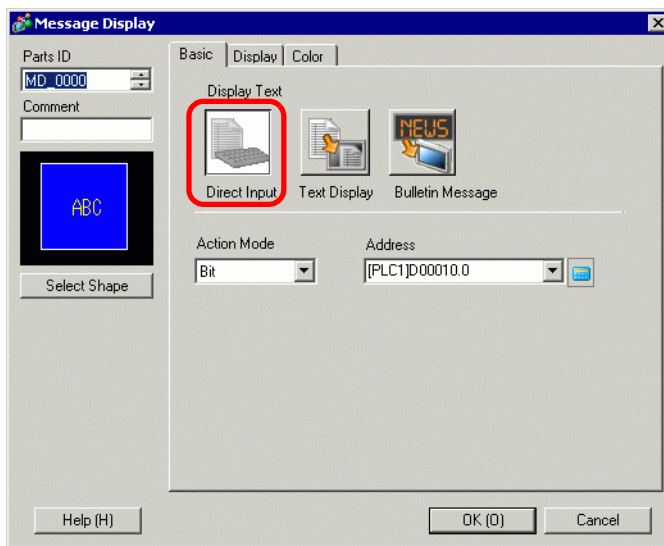 Message Display
Parts ID
MD_0000
Comment
ABC
Select Shape
Help (H)
Basic
Display
Color
Display Text
NEWS
Direct Input
Text Display
Bulletin Message
Action Mode
Address
Bit
[PLC1]D00010.0
OK (O)
Cancel